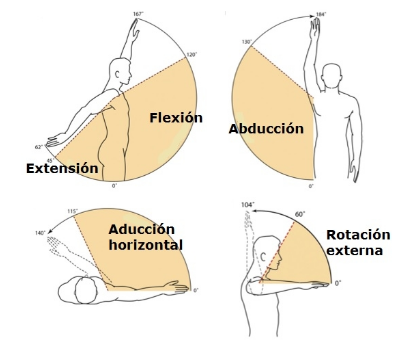 167°
120°
Flexión
62°
45°
Extensión
0°
184°
130°
Abducción
0°
115°
140°
Aducción
horizontal
0°
104°
60°
Rotación
externa
0°